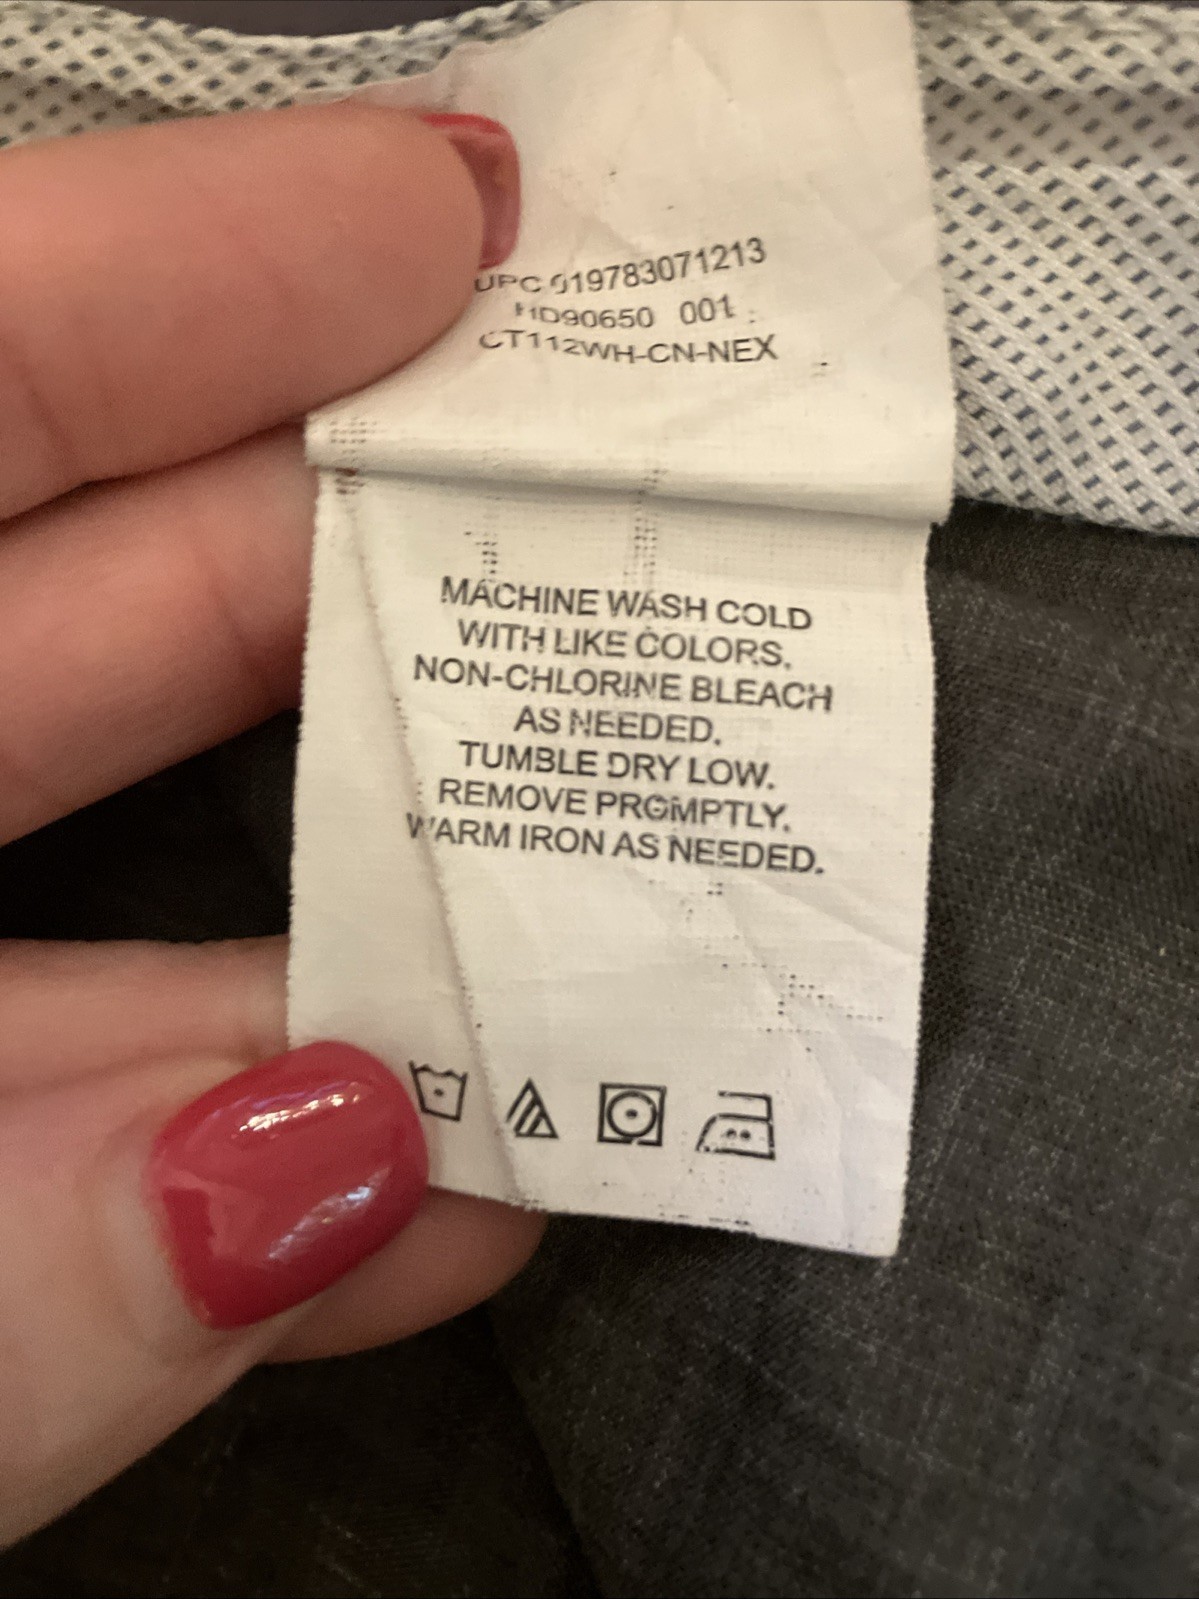 UPC 019783071213
HD90650 001
CT112WH-CN-NEX
MACHINE WASH COLD
WITH LIKE COLORS.
NON-CHLORINE BLEACH
AS NEEDED.
TUMBLE DRY LOW.
REMOVE PROMPTLY.
WARM IRON AS NEEDED.